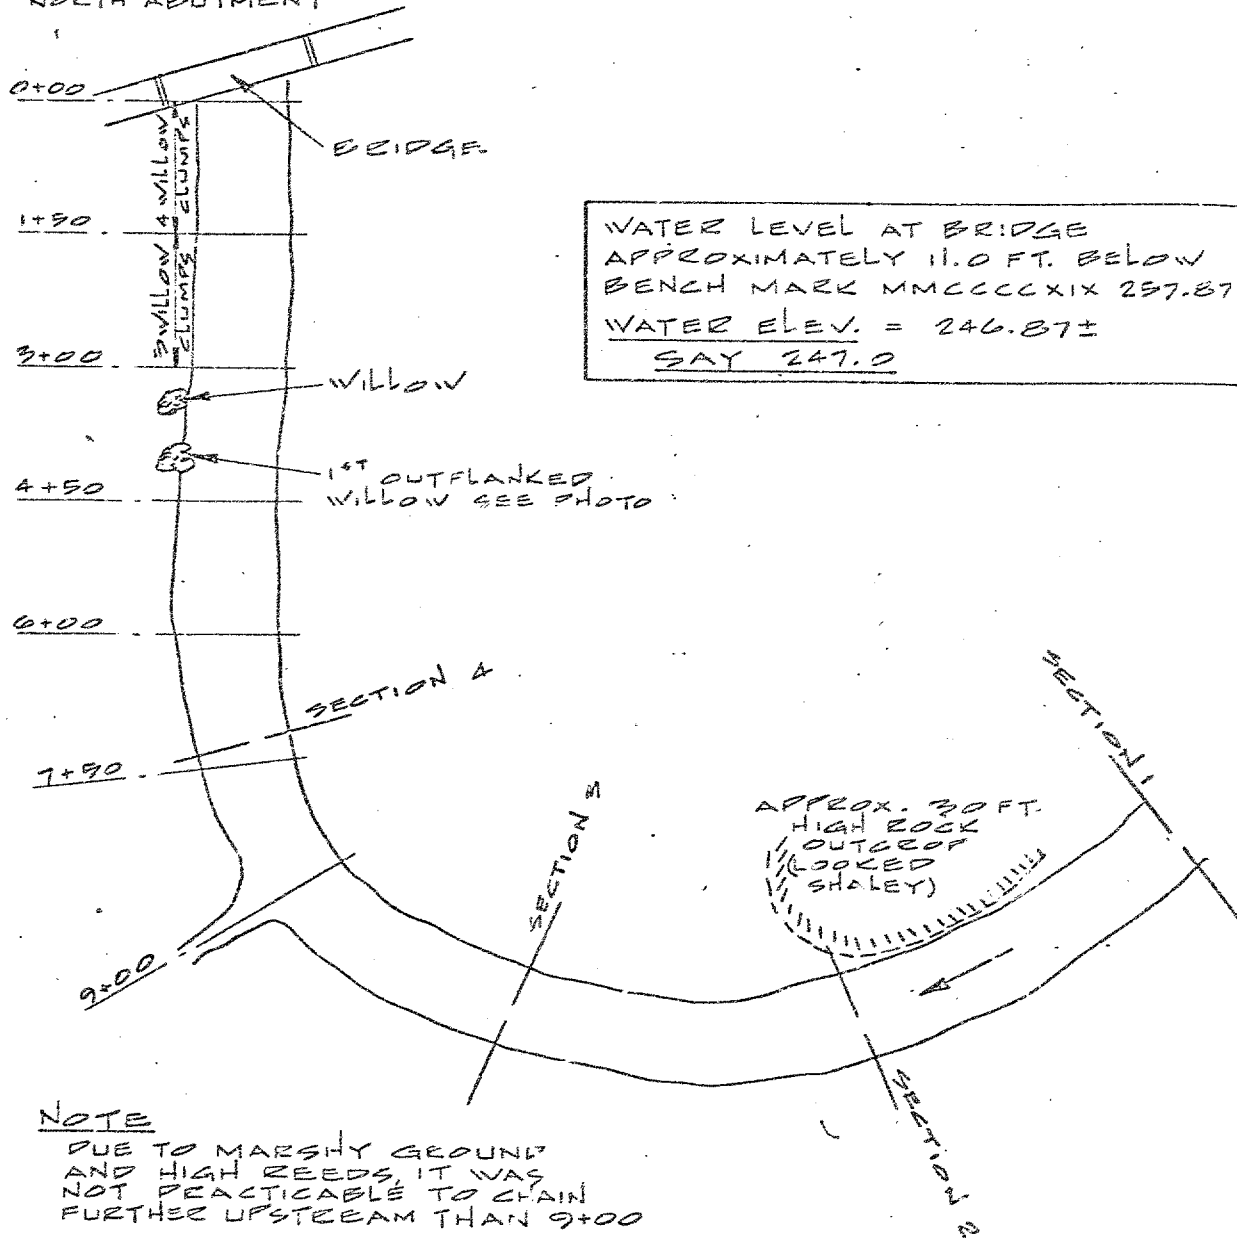 NORTH ABUTMENT
0+00
BRIDGE
4 WILLOW
CLUMPS
1+50
3 WILLOW
CLUMPS
3+00
WILLOW
1ST OUTFLANKED
WILLOW SEE PHOTO
4+50
6+00
SECTION 4
7+50
9+00
WATER LEVEL AT BRIDGE
APPROXIMATELY 11.0 FT. BELOW
BENCH MARK MMCCCCXIX 257.87
WATER ELEV. = 246.87±
SAY 247.0
SECTION 3
APPROX. 30 FT.
HIGH ROCK
OUTCROP
(LOOKED
SHALEY)
SECTION 1
SECTION 2
NOTE
DUE TO MARSHY GROUND
AND HIGH REEDS, IT WAS
NOT PRACTICABLE TO CHAIN
FURTHER UPSTREAM THAN 9+00